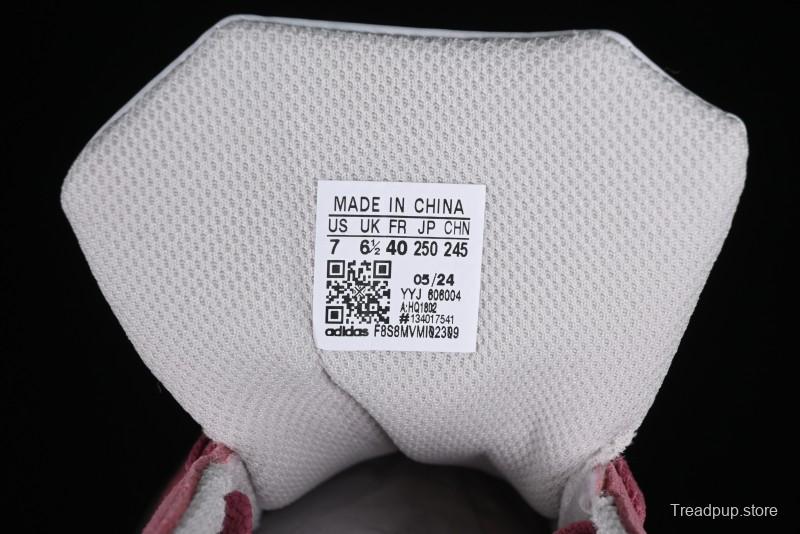 MADE IN CHINA
US UK FR JP CHN
7 6½ 40 250 245
05/24
YYJ 606004
A:HQ1802
#134017541
adidas F8S8MVMI02309
Treadpup.store